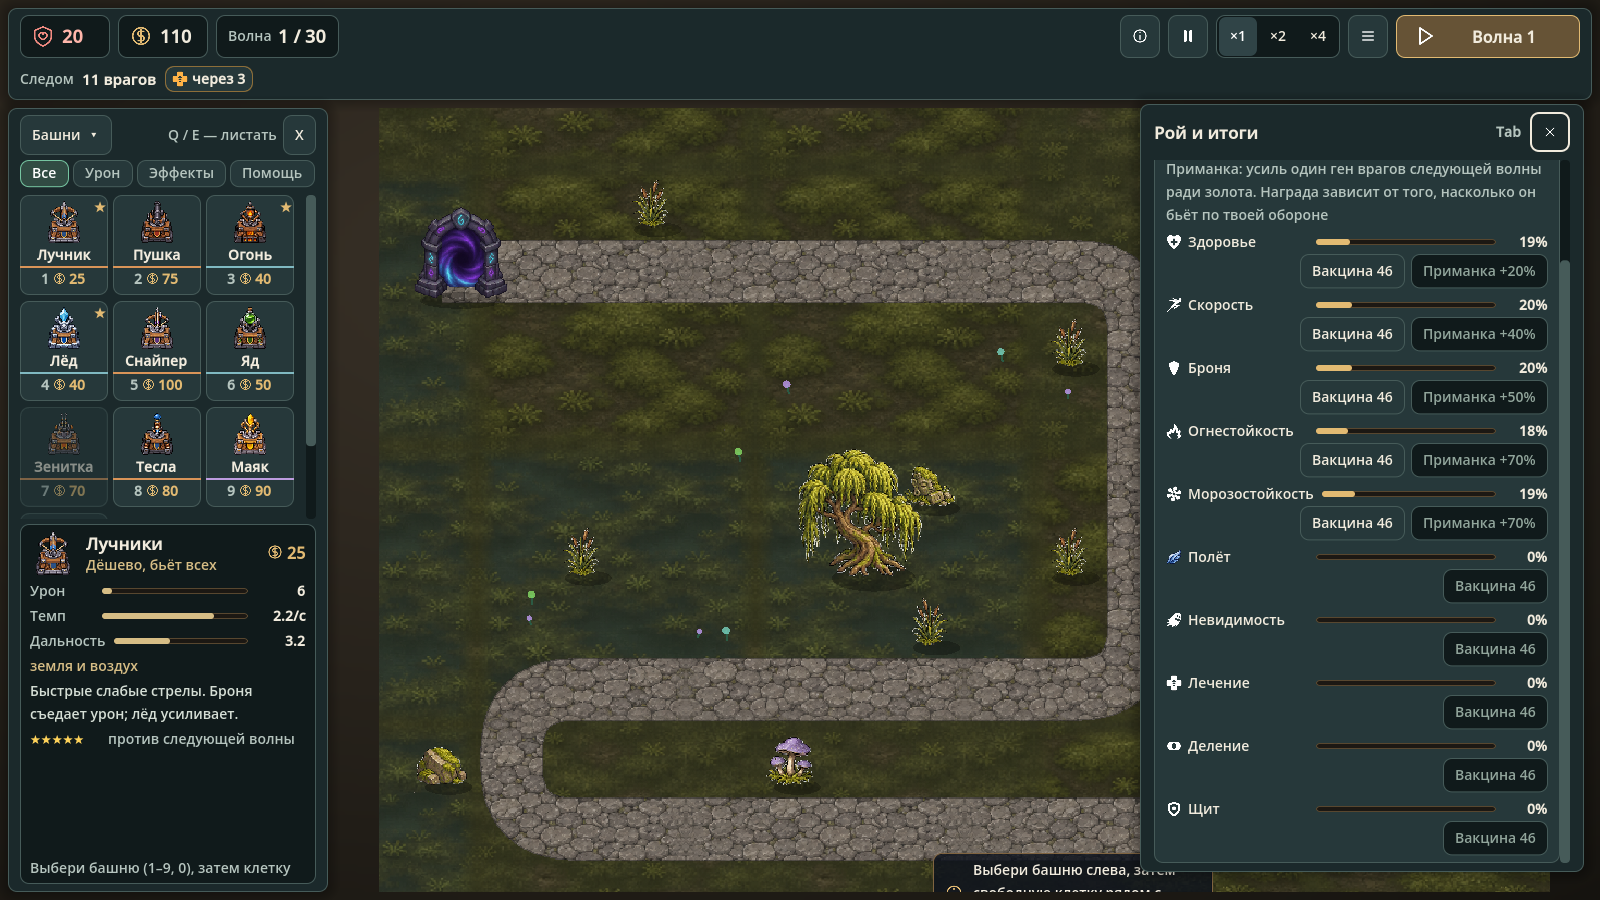 20
110
Волна 1 / 30
×1
×2
×4
Волна 1
Следом 11 врагов через 3
Башни
Q / E — листать
X
Все
Урон
Эффекты
Помощь
Лучник
Пушка
Огонь
1 25
2 75
3 40
Лёд
Снайпер
Яд
4 40
5 100
6 50
Зенитка
Тесла
Маяк
7 70
8 80
9 90
Лучники
25
Дёшево, бьёт всех
Урон 6
Темп 2.2/с
Дальность 3.2
земля и воздух
Быстрые слабые стрелы. Броня
съедает урон; лёд усиливает.
★★★★★ против следующей волны
Выбери башню (1–9, 0), затем клетку
Выбери башню слева, затем
свободную клетку рядом с
Рой и итоги
Tab
Приманка: усиль один ген врагов следующей волны
ради золота. Награда зависит от того, насколько он
бьёт по твоей обороне
Здоровье 19%
Вакцина 46 Приманка +20%
Скорость 20%
Вакцина 46 Приманка +40%
Броня 20%
Вакцина 46 Приманка +50%
Огнестойкость 18%
Вакцина 46 Приманка +70%
Морозостойкость 19%
Вакцина 46 Приманка +70%
Полёт 0%
Вакцина 46
Невидимость 0%
Вакцина 46
Лечение 0%
Вакцина 46
Деление 0%
Вакцина 46
Щит 0%
Вакцина 46